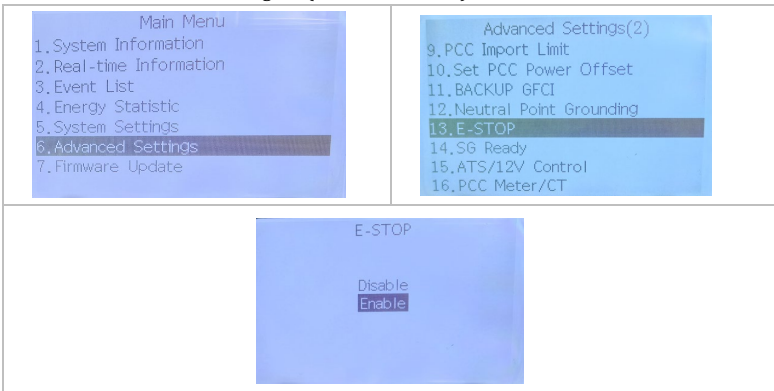 Main Menu
1.System Information
2.Real-time Information
3.Event List
4.Energy Statistic
5.System Settings
6.Advanced Settings
7.Firmware Update
Advanced Settings(2)
9.PCC Import Limit
10.Set PCC Power Offset
11.BACKUP GFCI
12.Neutral Point Grounding
13.E-STOP
14.SG Ready
15.ATS/12V Control
16.PCC Meter/CT
E-STOP
Disable
Enable